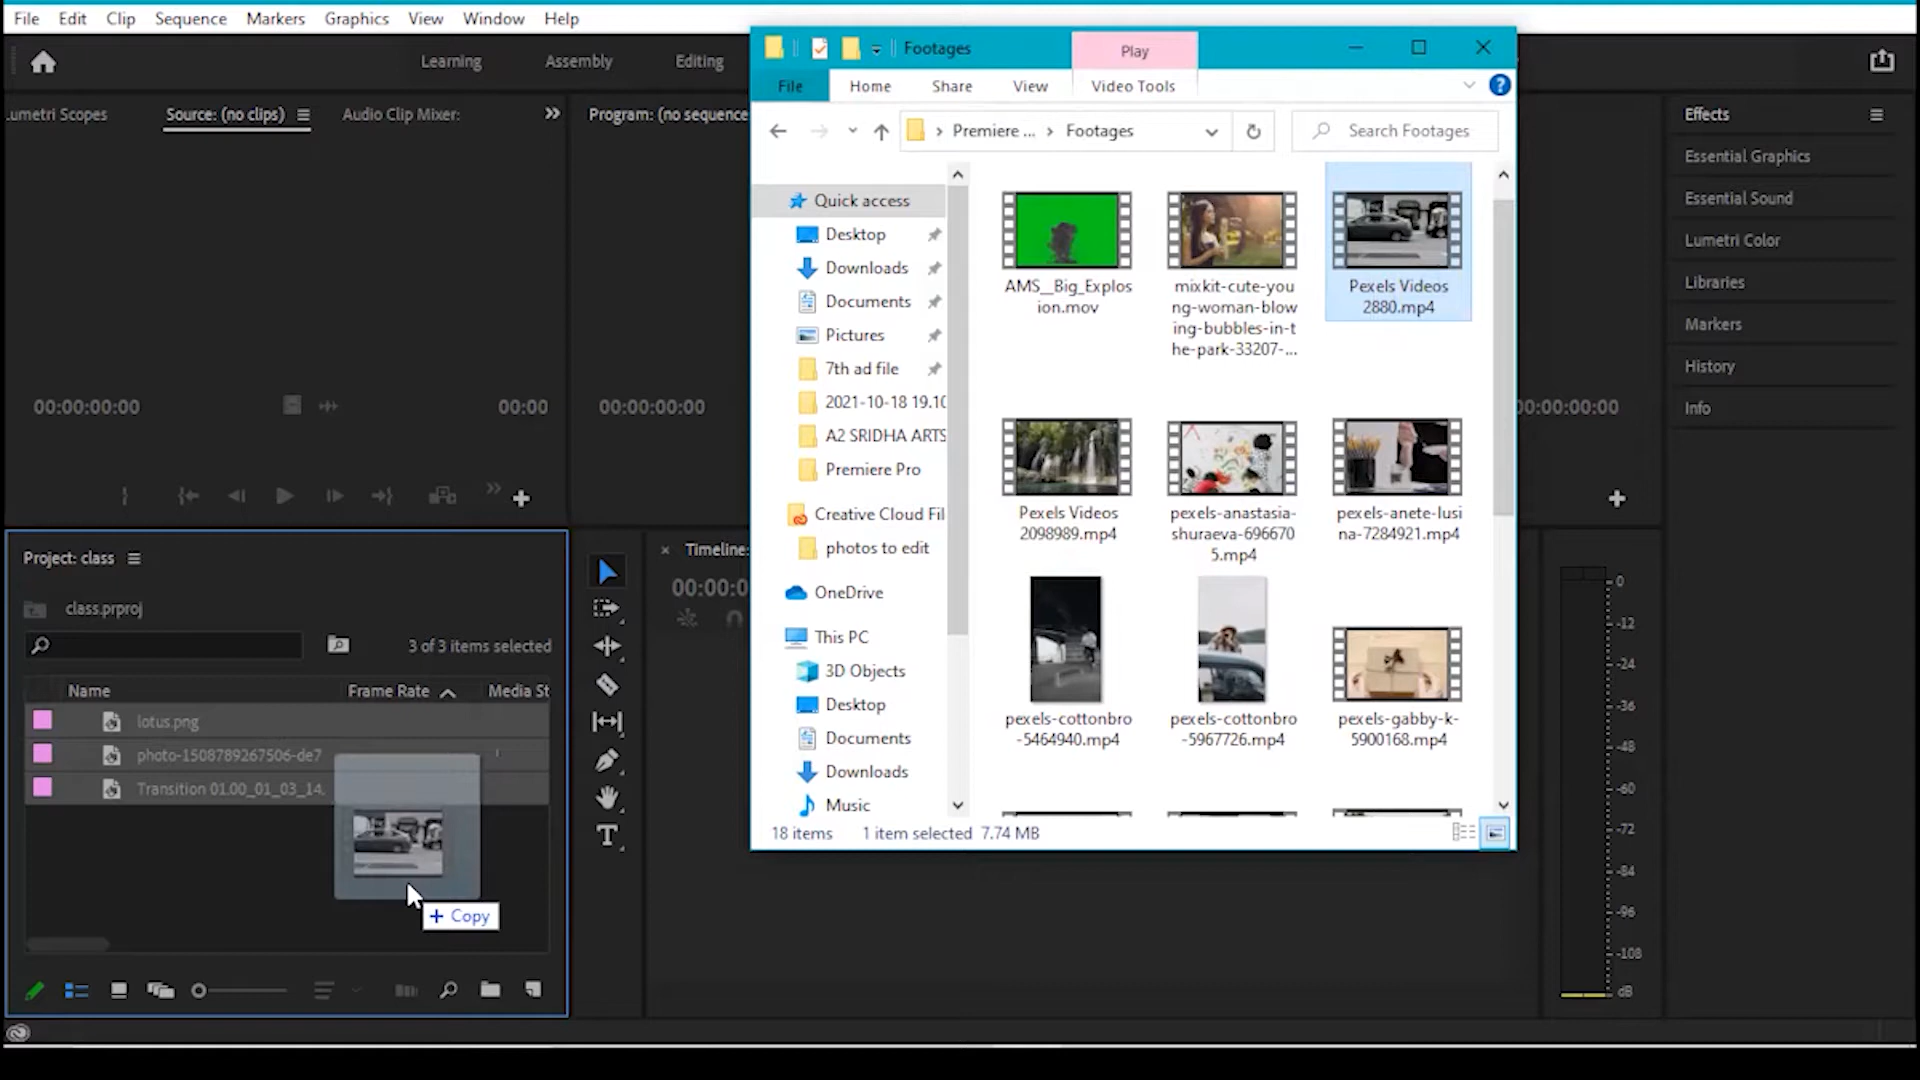 File Edit Clip Sequence Markers Graphics View Window Help
Learning Assembly Editing
Lumetri Scopes Source: (no clips) Audio Clip Mixer: Program: (no sequence
00:00:00:00 00:00 00:00:00:00 00:00:00:00
Effects
Essential Graphics
Essential Sound
Lumetri Color
Libraries
Markers
History
Info
Footages Play
File Home Share View Video Tools
Premiere ... Footages Search Footages
Quick access
Desktop
Downloads
Documents
Pictures
7th ad file
2021-10-18 19.10
A2 SRIDHA ARTS
Premiere Pro
Creative Cloud Fil
photos to edit
OneDrive
This PC
3D Objects
Desktop
Documents
Downloads
Music
AMS__Big_Explos
ion.mov
mixkit-cute-you
ng-woman-blow
ing-bubbles-in-t
he-park-33207-...
Pexels Videos
2880.mp4
Pexels Videos
2098989.mp4
pexels-anastasia-
shuraeva-696670
5.mp4
pexels-anete-lusi
na-7284921.mp4
pexels-cottonbro
-5464940.mp4
pexels-cottonbro
-5967726.mp4
pexels-gabby-k-
5900168.mp4
18 items 1 item selected 7.74 MB
Project: class
class.prproj
3 of 3 items selected
Name Frame Rate Media St
lotus.png
photo-1508789267506-de7
Transition 01.00_01_03_14.
+ Copy
Timeline:
00:00:0
0
-12
-24
-36
-48
-60
-72
-84
-96
-108
dB